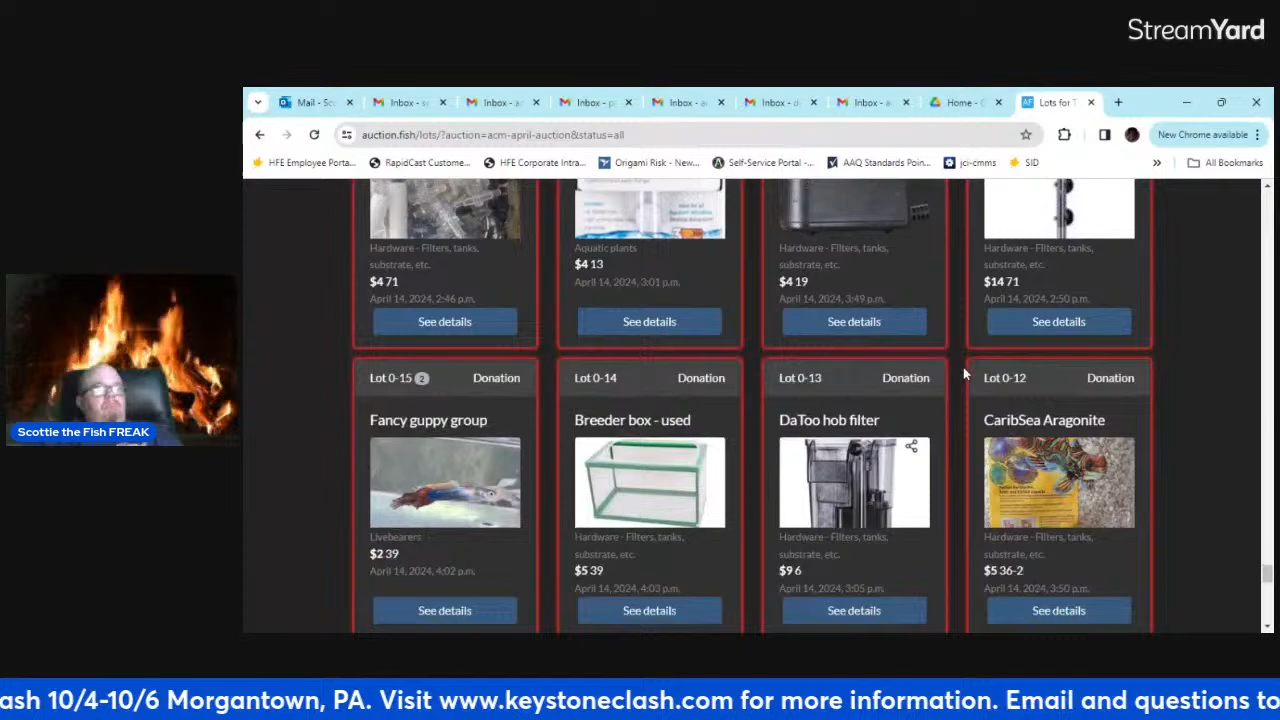 StreamYard
Mail - Sc
Inbox - s
Inbox - a
Inbox - p
Inbox - a
Inbox - d
Inbox - a
Home - G
AF Lots for T
auction.fish/lots/?auction=acm-april-auction&status=all
New Chrome available
HFE Employee Porta...
RapidCast Custome...
HFE Corporate Intra...
Origami Risk - New...
Self-Service Portal -...
AAQ Standards Poin...
jci-cmms
SID
»
All Bookmarks
Hardware - Filters, tanks,
substrate, etc.
$4 71
April 14, 2024, 2:46 p.m.
See details
Aquatic plants
$4 13
April 14, 2024, 3:01 p.m.
See details
Hardware - Filters, tanks,
substrate, etc.
$4 19
April 14, 2024, 3:49 p.m.
See details
Hardware - Filters, tanks,
substrate, etc.
$14 71
April 14, 2024, 2:50 p.m.
See details
Lot 0-15 2 Donation
Fancy guppy group
Livebearers
$2 39
April 14, 2024, 4:02 p.m.
See details
Lot 0-14 Donation
Breeder box - used
Hardware - Filters, tanks,
substrate, etc.
$5 39
April 14, 2024, 4:03 p.m.
See details
Lot 0-13 Donation
DaToo hob filter
Hardware - Filters, tanks,
substrate, etc.
$9 6
April 14, 2024, 3:05 p.m.
See details
Lot 0-12 Donation
CaribSea Aragonite
Hardware - Filters, tanks,
substrate, etc.
$5 36-2
April 14, 2024, 3:50 p.m.
See details
Scottie the Fish FREAK
ash 10/4-10/6 Morgantown, PA. Visit www.keystoneclash.com for more information. Email and questions to